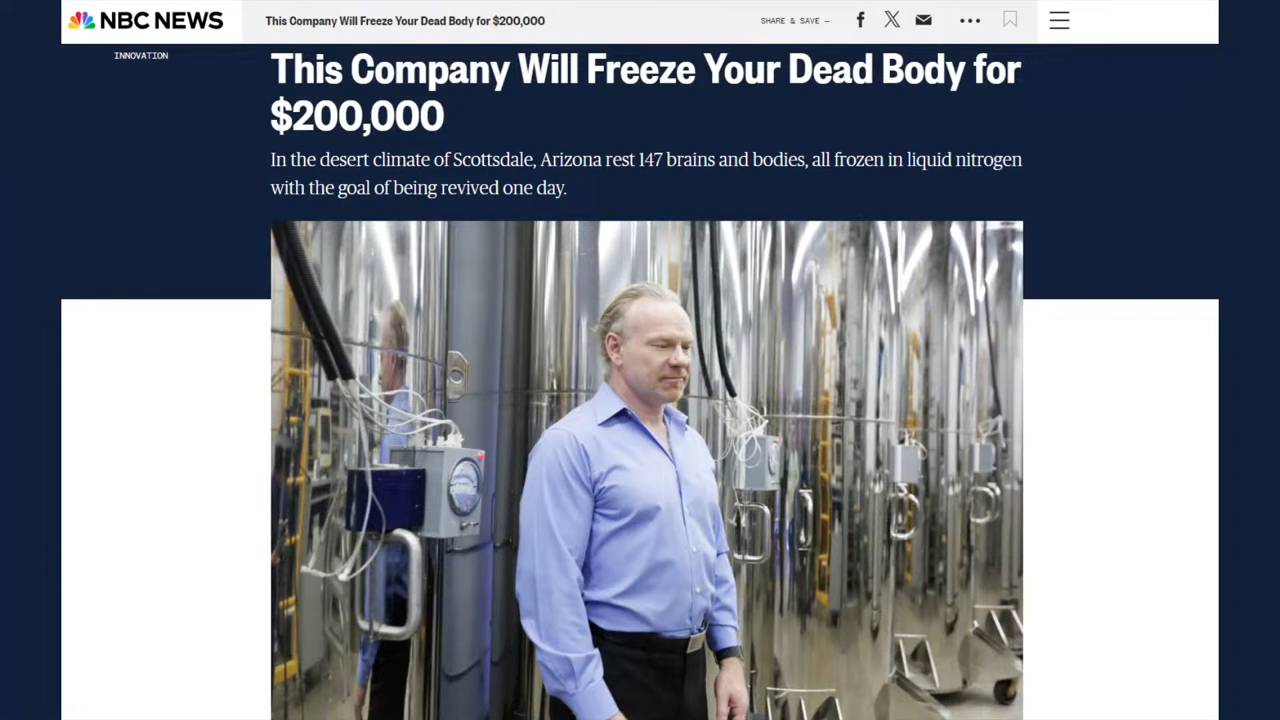 NBC NEWS
This Company Will Freeze Your Dead Body for $200,000
SHARE & SAVE —
INNOVATION
This Company Will Freeze Your Dead Body for
$200,000
In the desert climate of Scottsdale, Arizona rest 147 brains and bodies, all frozen in liquid nitrogen
with the goal of being revived one day.